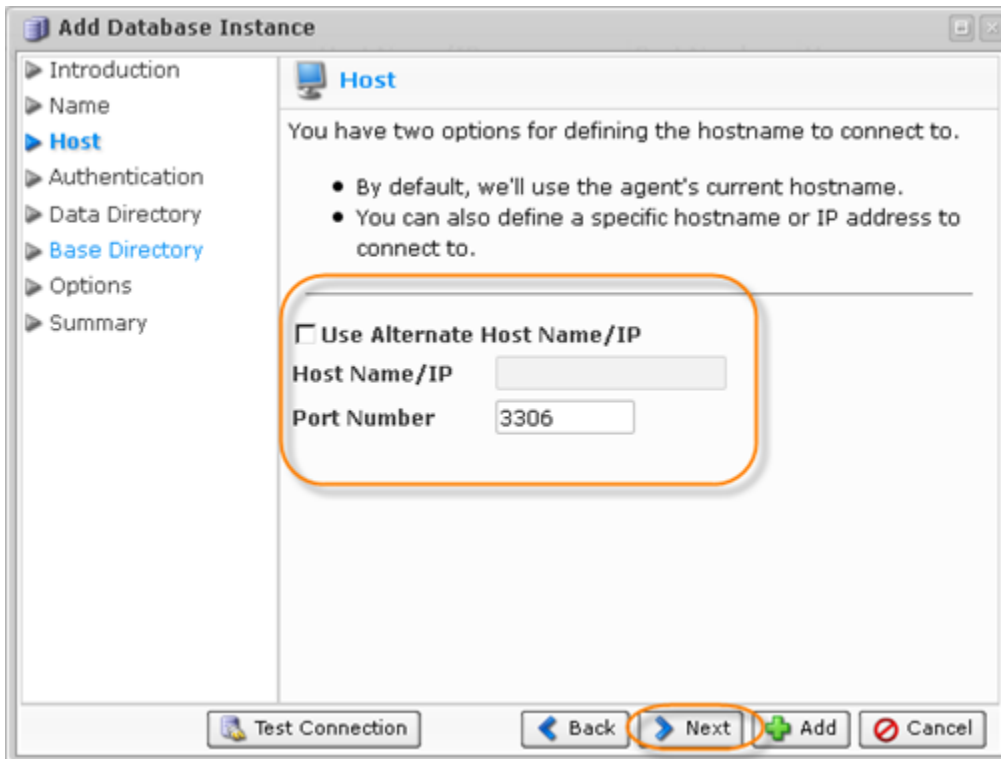 Add Database Instance
Introduction
Name
Host
Authentication
Data Directory
Base Directory
Options
Summary
Host
You have two options for defining the hostname to connect to.
By default, we'll use the agent's current hostname.
You can also define a specific hostname or IP address to
connect to.
Use Alternate Host Name/IP
Host Name/IP
Port Number 3306
Test Connection Back Next Add Cancel